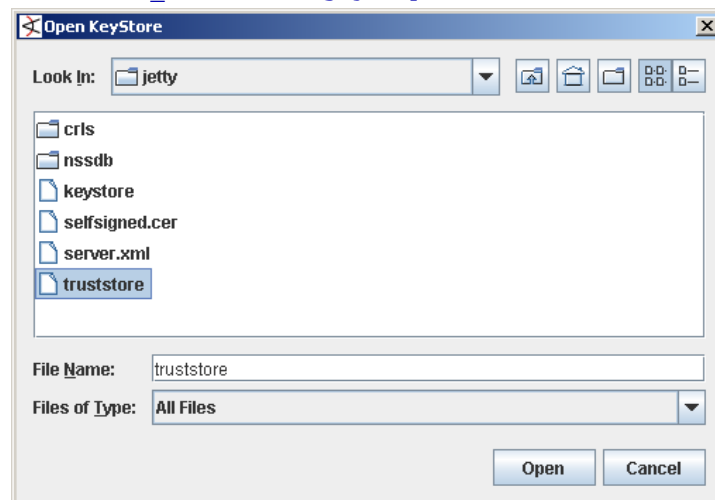 Open KeyStore
Look In: jetty
crls
nssdb
keystore
selfsigned.cer
server.xml
truststore
File Name: truststore
Files of Type: All Files
Open Cancel